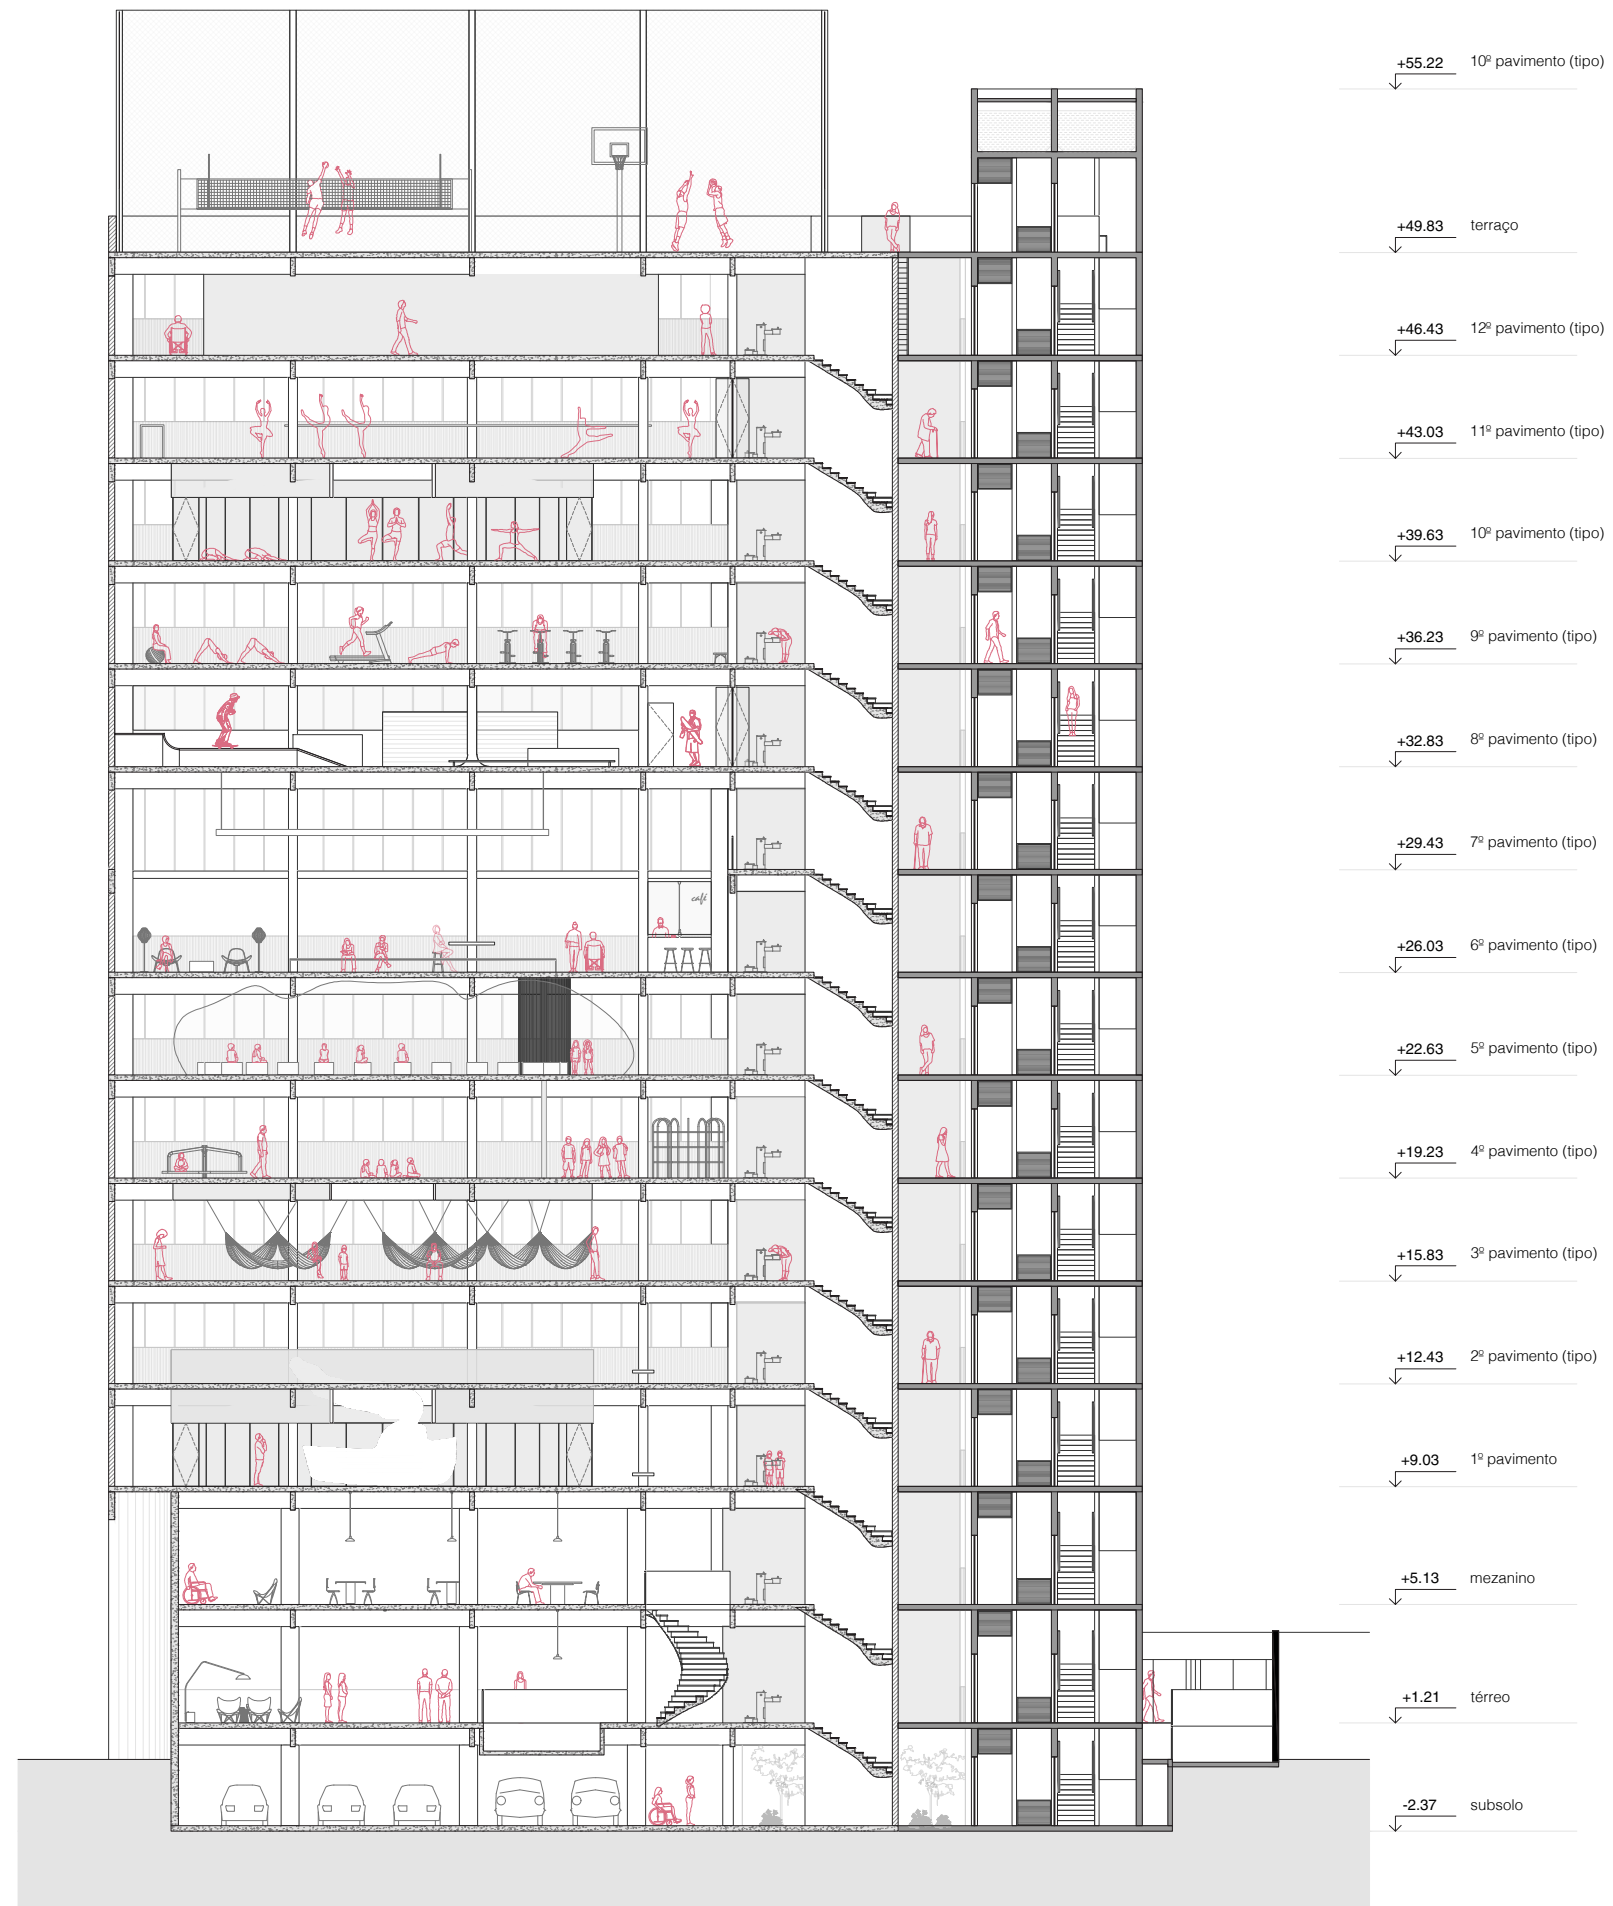 +55.22 10º pavimento (tipo)
+49.83 terraço
+46.43 12º pavimento (tipo)
+43.03 11º pavimento (tipo)
+39.63 10º pavimento (tipo)
+36.23 9º pavimento (tipo)
+32.83 8º pavimento (tipo)
+29.43 7º pavimento (tipo)
café
+26.03 6º pavimento (tipo)
+22.63 5º pavimento (tipo)
+19.23 4º pavimento (tipo)
+15.83 3º pavimento (tipo)
+12.43 2º pavimento (tipo)
+9.03 1º pavimento
+5.13 mezanino
+1.21 térreo
-2.37 subsolo